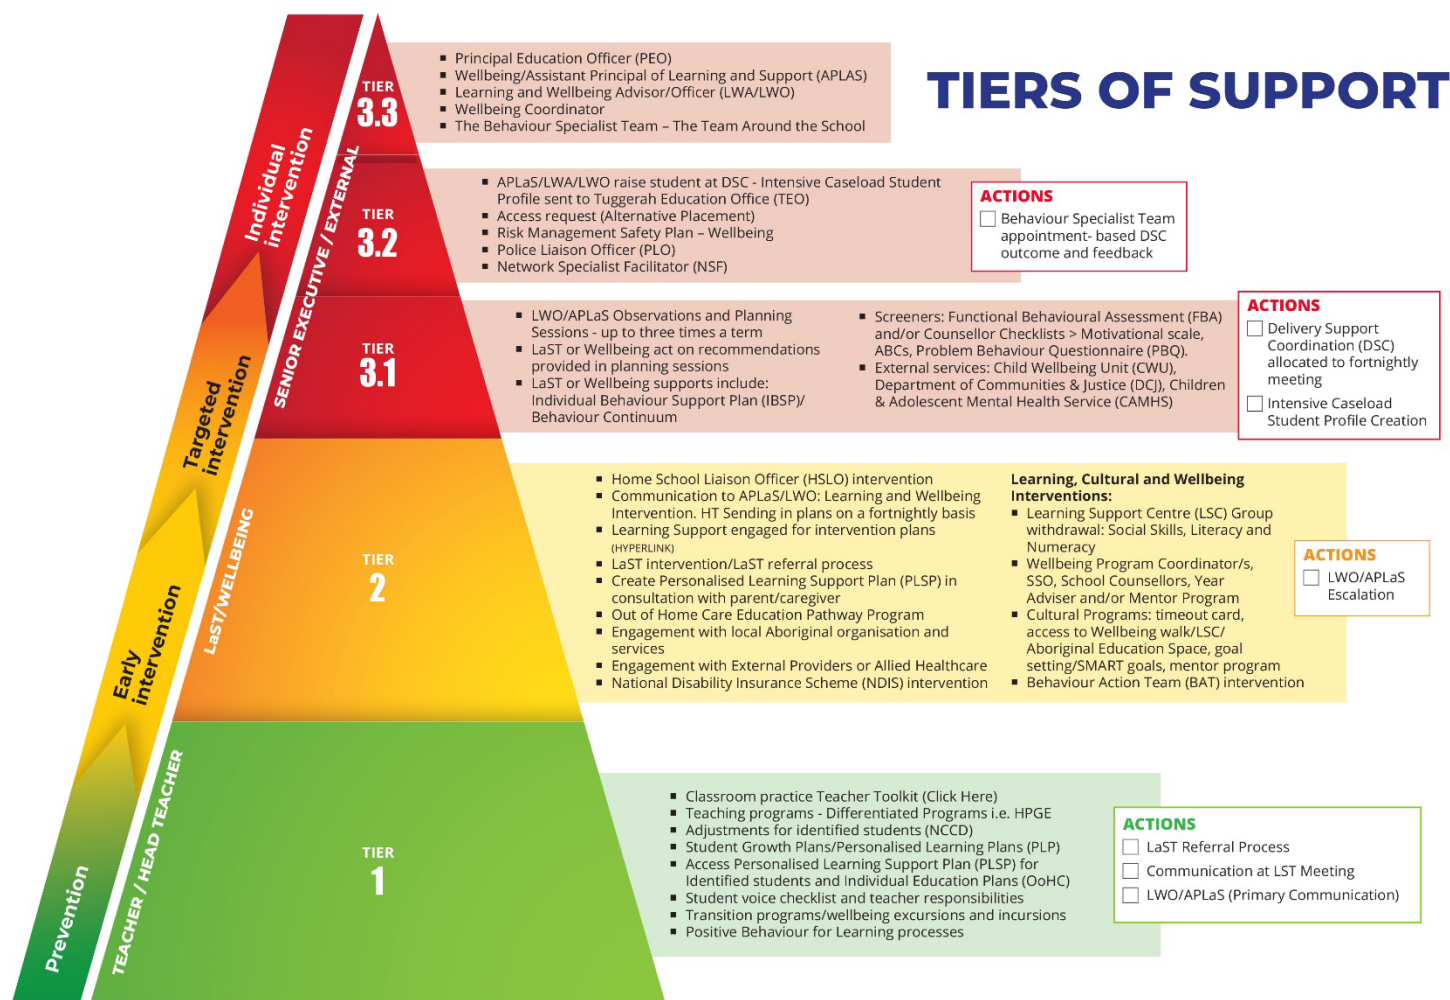 TIERS OF SUPPORT
Individual
intervention
Targeted
intervention
Early
intervention
Prevention
SENIOR EXECUTIVE / EXTERNAL
LaST/WELLBEING
TEACHER / HEAD TEACHER
TIER
3.3
▪ Principal Education Officer (PEO)
▪ Wellbeing/Assistant Principal of Learning and Support (APLAS)
▪ Learning and Wellbeing Advisor/Officer (LWA/LWO)
▪ Wellbeing Coordinator
▪ The Behaviour Specialist Team – The Team Around the School
TIER
3.2
▪ APLaS/LWA/LWO raise student at DSC - Intensive Caseload Student
Profile sent to Tuggerah Education Office (TEO)
▪ Access request (Alternative Placement)
▪ Risk Management Safety Plan – Wellbeing
▪ Police Liaison Officer (PLO)
▪ Network Specialist Facilitator (NSF)
ACTIONS
Behaviour Specialist Team
appointment- based DSC
outcome and feedback
TIER
3.1
▪ LWO/APLaS Observations and Planning
Sessions - up to three times a term
▪ LaST or Wellbeing act on recommendations
provided in planning sessions
▪ LaST or Wellbeing supports include:
Individual Behaviour Support Plan (IBSP)/
Behaviour Continuum
▪ Screeners: Functional Behavioural Assessment (FBA)
and/or Counsellor Checklists > Motivational scale,
ABCs, Problem Behaviour Questionnaire (PBQ).
▪ External services: Child Wellbeing Unit (CWU),
Department of Communities & Justice (DCJ), Children
& Adolescent Mental Health Service (CAMHS)
ACTIONS
Delivery Support
Coordination (DSC)
allocated to fortnightly
meeting
Intensive Caseload
Student Profile Creation
TIER
2
▪ Home School Liaison Officer (HSLO) intervention
▪ Communication to APLaS/LWO: Learning and Wellbeing
Intervention. HT Sending in plans on a fortnightly basis
▪ Learning Support engaged for intervention plans
(HYPERLINK)
▪ LaST intervention/LaST referral process
▪ Create Personalised Learning Support Plan (PLSP) in
consultation with parent/caregiver
▪ Out of Home Care Education Pathway Program
▪ Engagement with local Aboriginal organisation and
services
▪ Engagement with External Providers or Allied Healthcare
▪ National Disability Insurance Scheme (NDIS) intervention
Learning, Cultural and Wellbeing
Interventions:
▪ Learning Support Centre (LSC) Group
withdrawal: Social Skills, Literacy and
Numeracy
▪ Wellbeing Program Coordinator/s,
SSO, School Counsellors, Year
Adviser and/or Mentor Program
▪ Cultural Programs: timeout card,
access to Wellbeing walk/LSC/
Aboriginal Education Space, goal
setting/SMART goals, mentor program
▪ Behaviour Action Team (BAT) intervention
ACTIONS
LWO/APLaS
Escalation
TIER
1
▪ Classroom practice Teacher Toolkit (Click Here)
▪ Teaching programs - Differentiated Programs i.e. HPGE
▪ Adjustments for identified students (NCCD)
▪ Student Growth Plans/Personalised Learning Plans (PLP)
▪ Access Personalised Learning Support Plan (PLSP) for
Identified students and Individual Education Plans (OoHC)
▪ Student voice checklist and teacher responsibilities
▪ Transition programs/wellbeing excursions and incursions
▪ Positive Behaviour for Learning processes
ACTIONS
LaST Referral Process
Communication at LST Meeting
LWO/APLaS (Primary Communication)